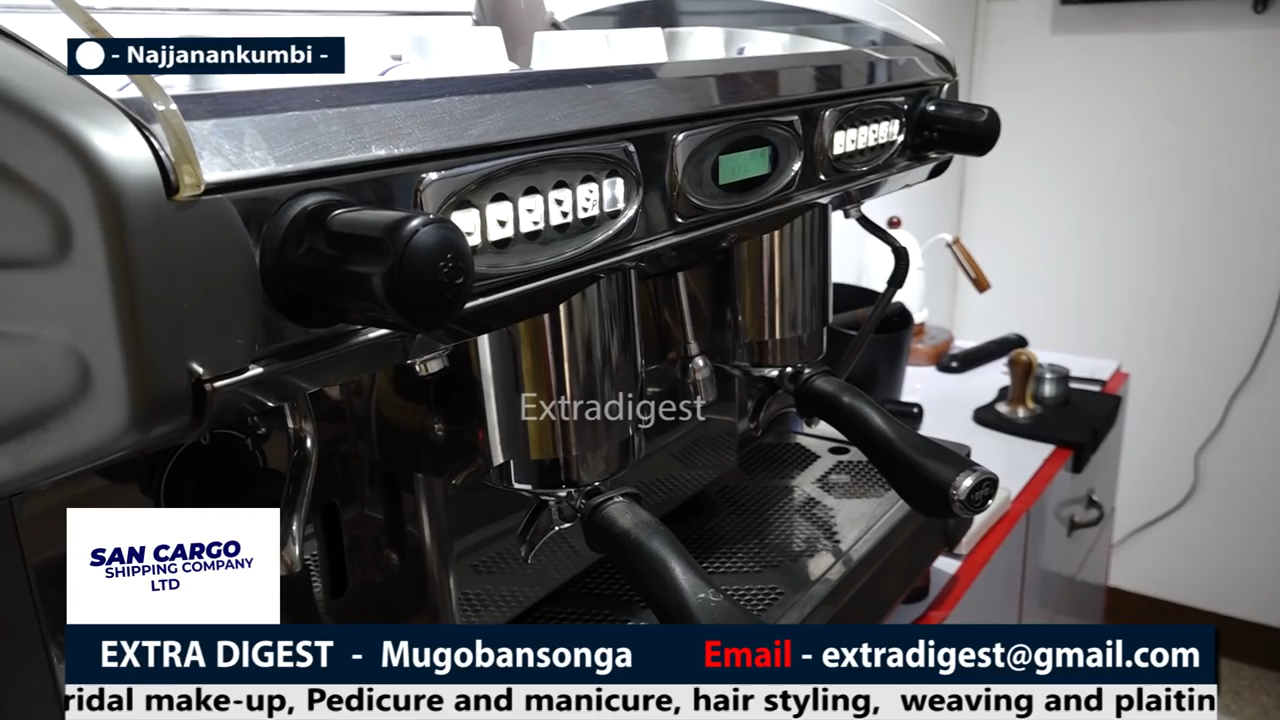 - Najjanankumbi -
Extradigest
SAN CARGO
SHIPPING COMPANY
LTD
EXTRA DIGEST - Mugobansonga Email - extradigest@gmail.com
ridal make-up, Pedicure and manicure, hair styling, weaving and plaitin